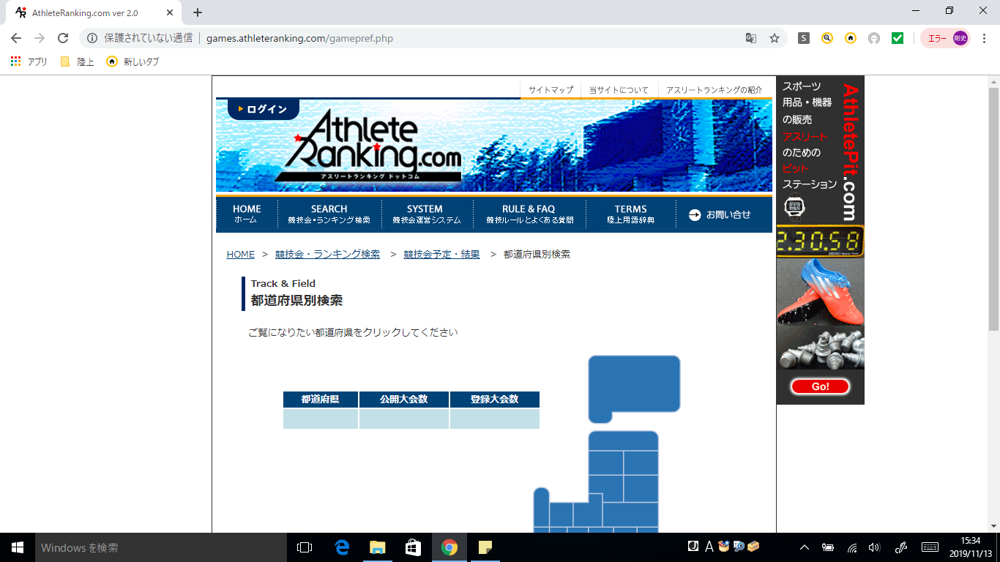 AthleteRanking.com ver 2.0
保護されていない通信 games.athleteranking.com/gamepref.php
エラー 剛史
アプリ 陸上 新しいタブ
サイトマップ 当サイトについて アスリートランキングの紹介
ログイン
Athlete
Ranking.com
アスリートランキング ドットコム
HOME SEARCH SYSTEM RULE & FAQ TERMS
ホーム 競技会・ランキング検索 競技会運営システム 競技ルールとよくある質問 陸上用語辞典 お問い合せ
HOME > 競技会・ランキング検索 > 競技会予定・結果 > 都道府県別検索
Track & Field
都道府県別検索
ご覧になりたい都道府県をクリックしてください
都道府県 公開大会数 登録大会数
スポーツ
用品・機器
の販売
アスリート
のための
ピット
ステーション
AthletePit.com
2.30.58
Go!
Windows を検索
A
15:34
2019/11/13